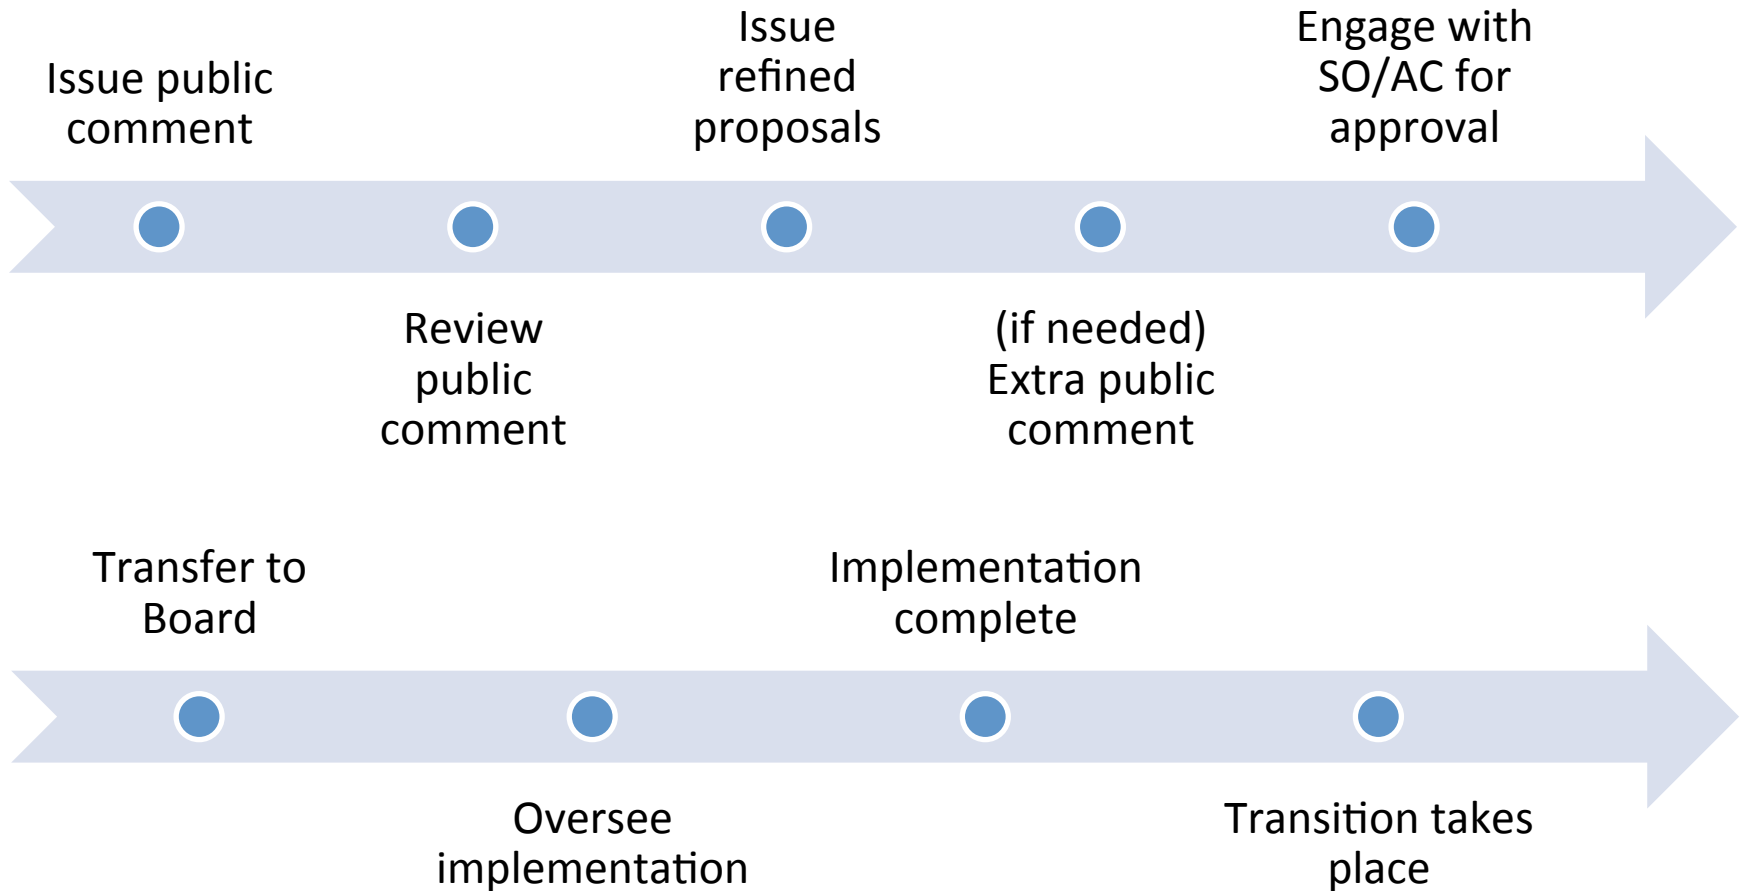 Issue public
comment
Review
public
comment
Issue
refined
proposals
(if needed)
Extra public
comment
Engage with
SO/AC for
approval
Transfer to
Board
Oversee
implementation
Implementation
complete
Transition takes
place